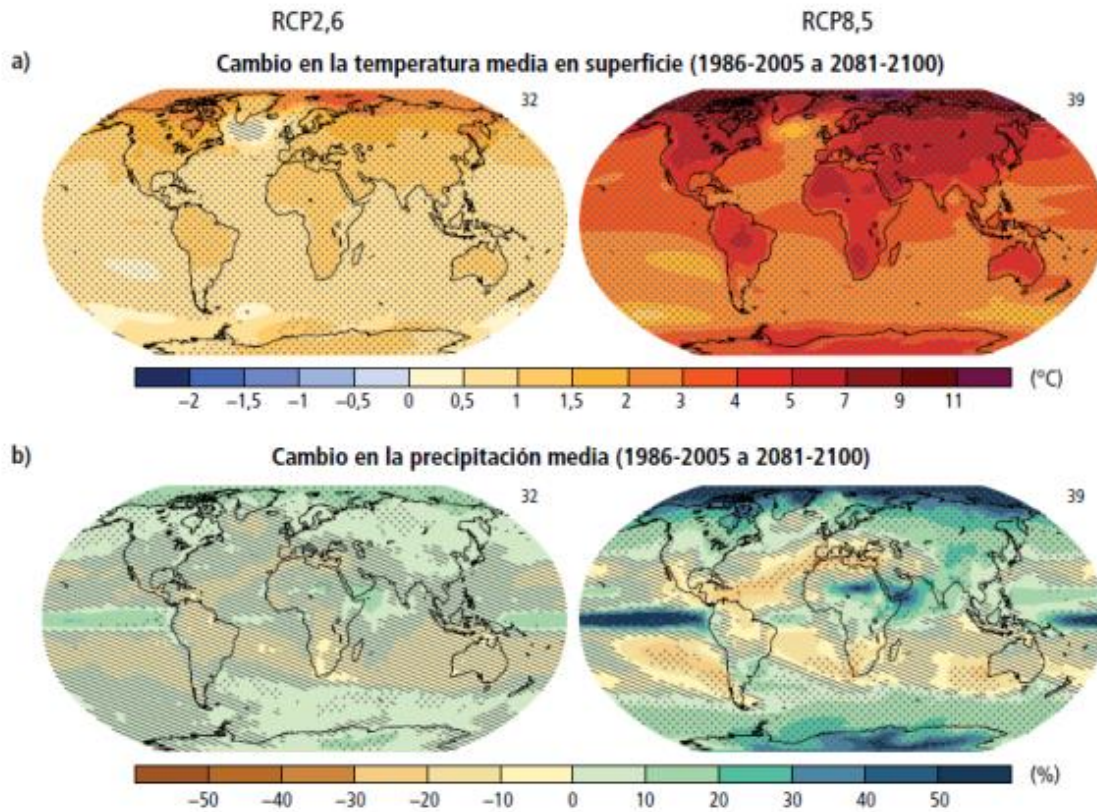 RCP2,6 RCP8,5
a) Cambio en la temperatura media en superficie (1986-2005 a 2081-2100)
32 39
−2 −1,5 −1 −0,5 0 0,5 1 1,5 2 3 4 5 7 9 11 (°C)
b) Cambio en la precipitación media (1986-2005 a 2081-2100)
32 39
−50 −40 −30 −20 −10 0 10 20 30 40 50 (%)